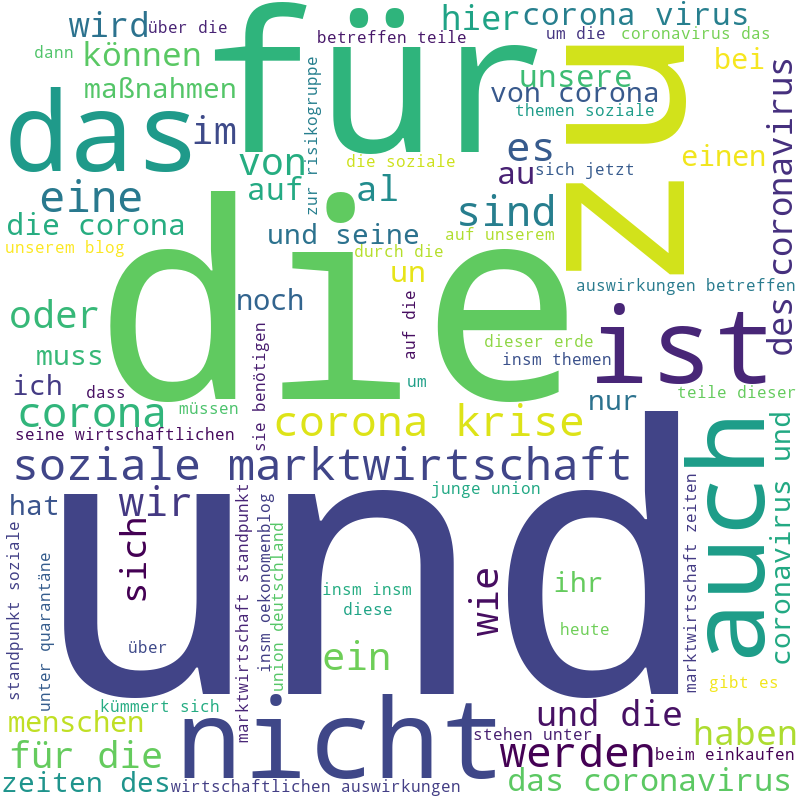 wird
über die
hier
corona virus
betreffen teile
um die
coronavirus das
dann
können
für
unsere
bei
maßnahmen
von corona
zu
themen soziale
das
im
zur risikogruppe
es
des coronavirus
von
die soziale
einen
au
sich jetzt
eine
auf
al
sind
die corona
und seine
auf unserem
unserem blog
durch die
die
un
auswirkungen betreffen
noch
auf die
oder
ist
dieser erde
muss
insm themen
ich
dass
um
teile dieser
nur
corona
müssen
sie benötigen
corona krise
seine wirtschaftlichen
soziale marktwirtschaft
auch
coronavirus und
hat
wir
junge union
und
marktwirtschaft zeiten
standpunkt soziale
unter quarantäne
sich
marktwirtschaft standpunkt
insm oekonomenblog
union deutschland
insm insm
diese
wie
ihr
heute
über
ein
gibt es
kümmert sich
menschen
nicht
und die
stehen unter
haben
für die
werden
beim einkaufen
zeiten des
wirtschaftlichen auswirkungen
das coronavirus